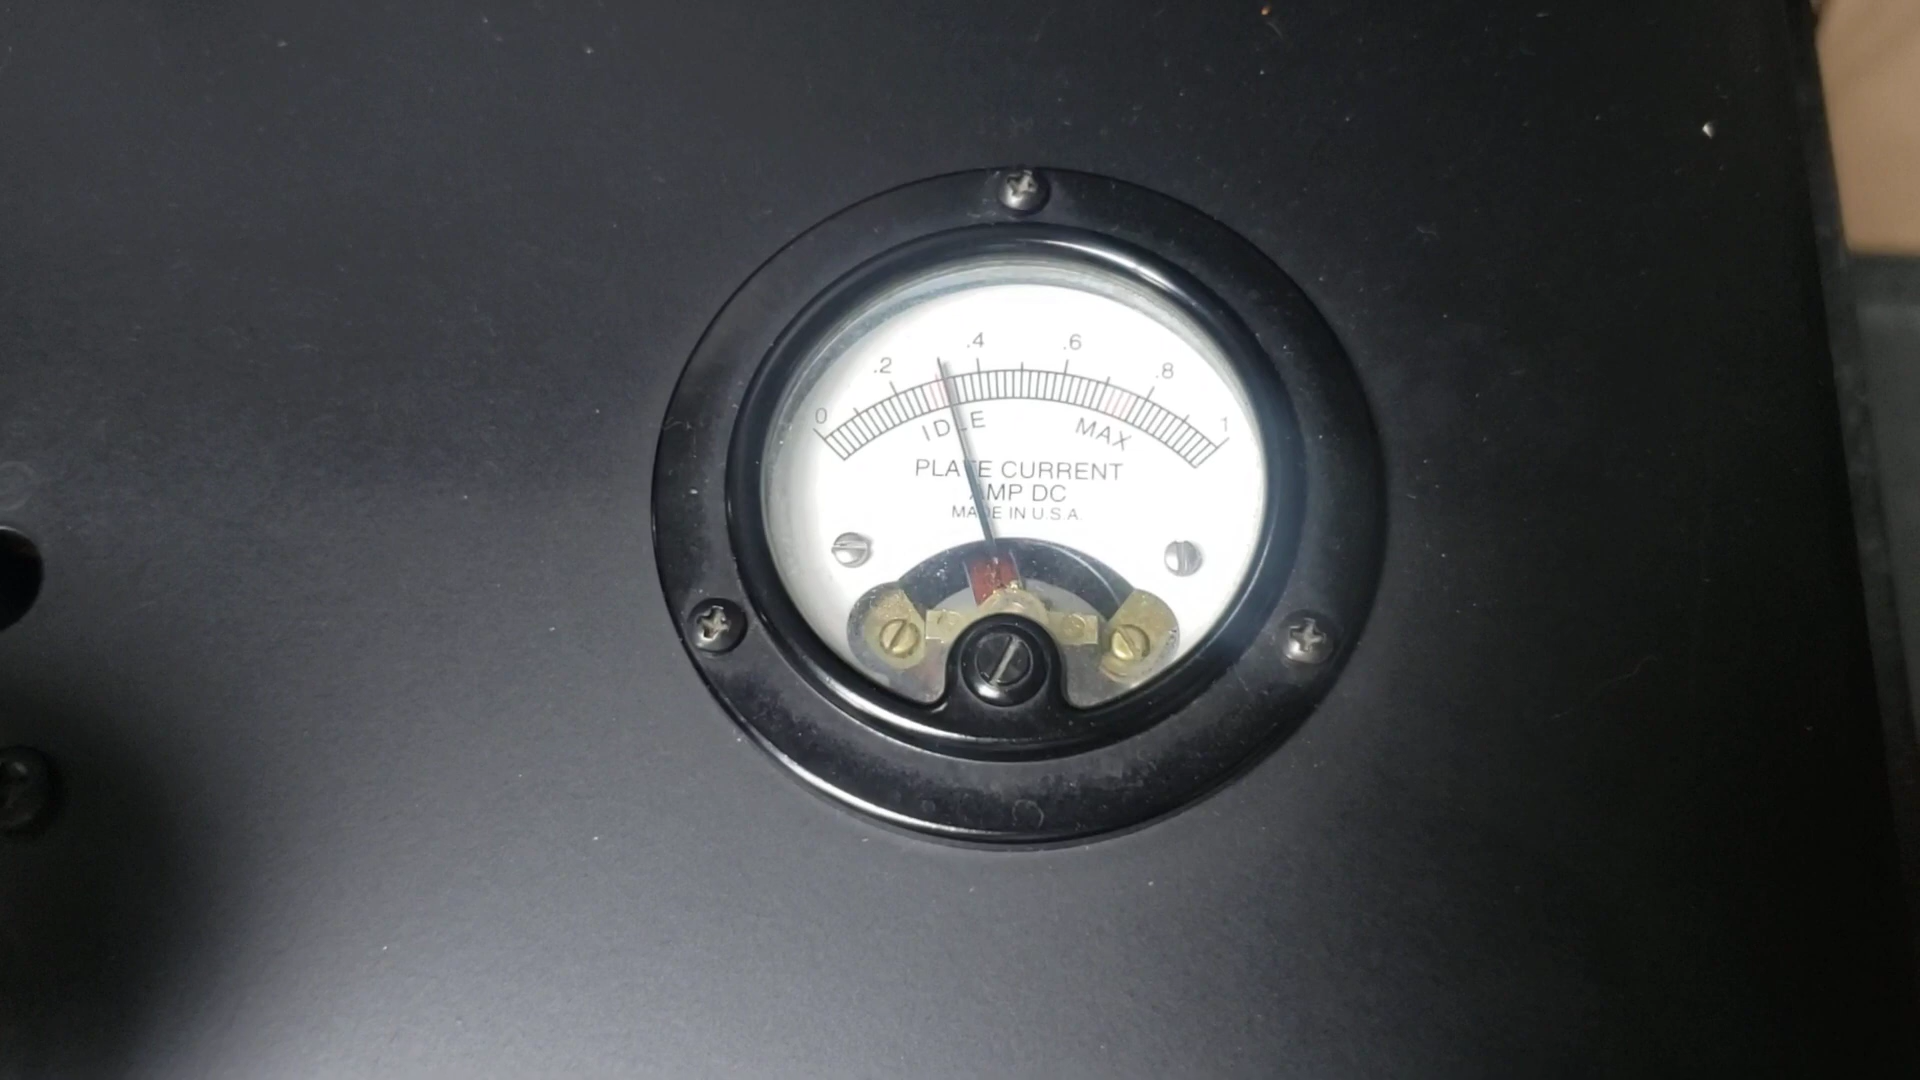 0 .2 .4 .6 .8 1
IDLE MAX
PLATE CURRENT
AMP DC
MADE IN U.S.A.